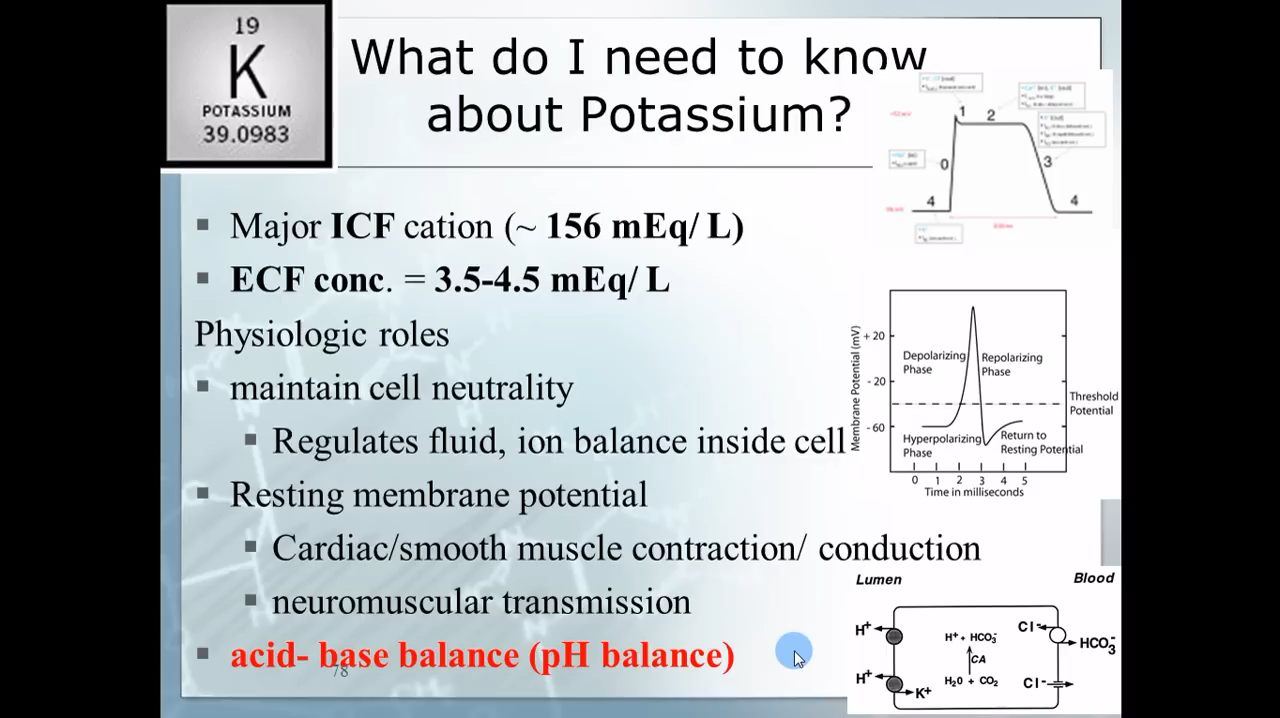 19
K
POTASSIUM
39.0983
What do I need to know
about Potassium?
1
2
0
3
4
4
▪ Major ICF cation (~ 156 mEq/ L)
▪ ECF conc. = 3.5-4.5 mEq/ L
Physiologic roles
▪ maintain cell neutrality
▪ Regulates fluid, ion balance inside cell
▪ Resting membrane potential
▪ Cardiac/smooth muscle contraction/ conduction
▪ neuromuscular transmission
▪ acid- base balance (pH balance)
78
Membrane Potential (mV)
+ 20
- 20
- 60
Depolarizing
Phase
Repolarizing
Phase
Threshold
Potential
Hyperpolarizing
Phase
Return to
Resting Potential
0 1 2 3 4 5
Time in milliseconds
Lumen
Blood
H+
H+ + HCO3-
Cl-
HCO3-
CA
H+
H20 + CO2
Cl-
K+